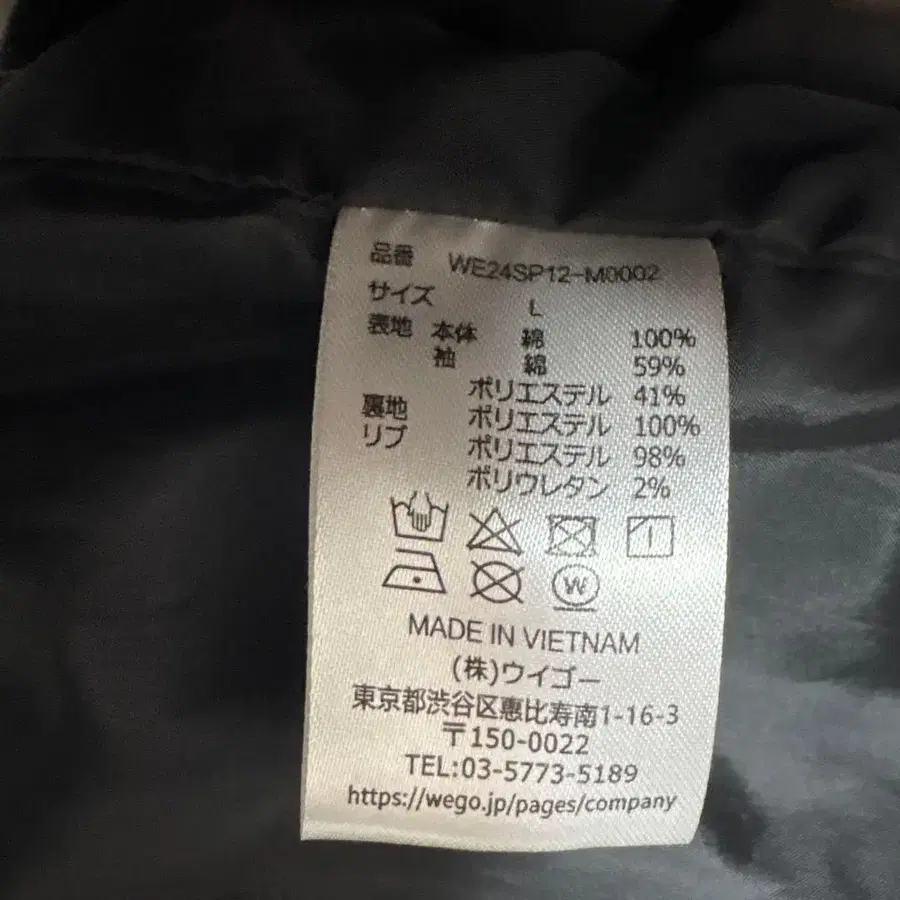 品番 WE24SP12-M0002
サイズ L
表地 本体 綿 100%
袖 綿 59%
ポリエステル 41%
裏地 ポリエステル 100%
リブ ポリエステル 98%
ポリウレタン 2%
W
MADE IN VIETNAM
(株)ウイゴー
東京都渋谷区恵比寿南1-16-3
〒150-0022
TEL:03-5773-5189
https://wego.jp/pages/company